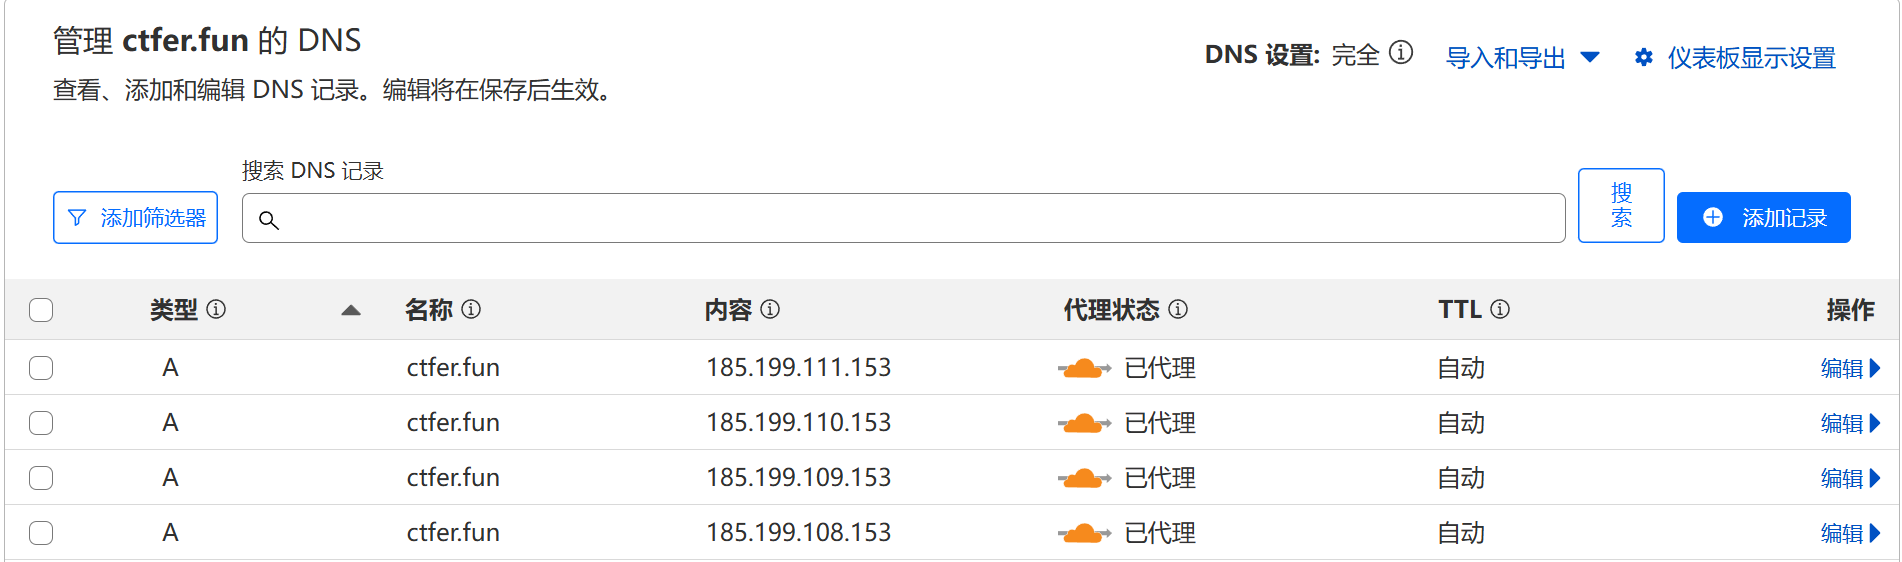 管理 ctfer.fun 的 DNS
查看、添加和编辑 DNS 记录。编辑将在保存后生效。
DNS 设置: 完全 导入和导出 仪表板显示设置
搜索 DNS 记录
添加筛选器
搜
索
添加记录
类型 名称 内容 代理状态 TTL 操作
A ctfer.fun 185.199.111.153 已代理 自动 编辑
A ctfer.fun 185.199.110.153 已代理 自动 编辑
A ctfer.fun 185.199.109.153 已代理 自动 编辑
A ctfer.fun 185.199.108.153 已代理 自动 编辑